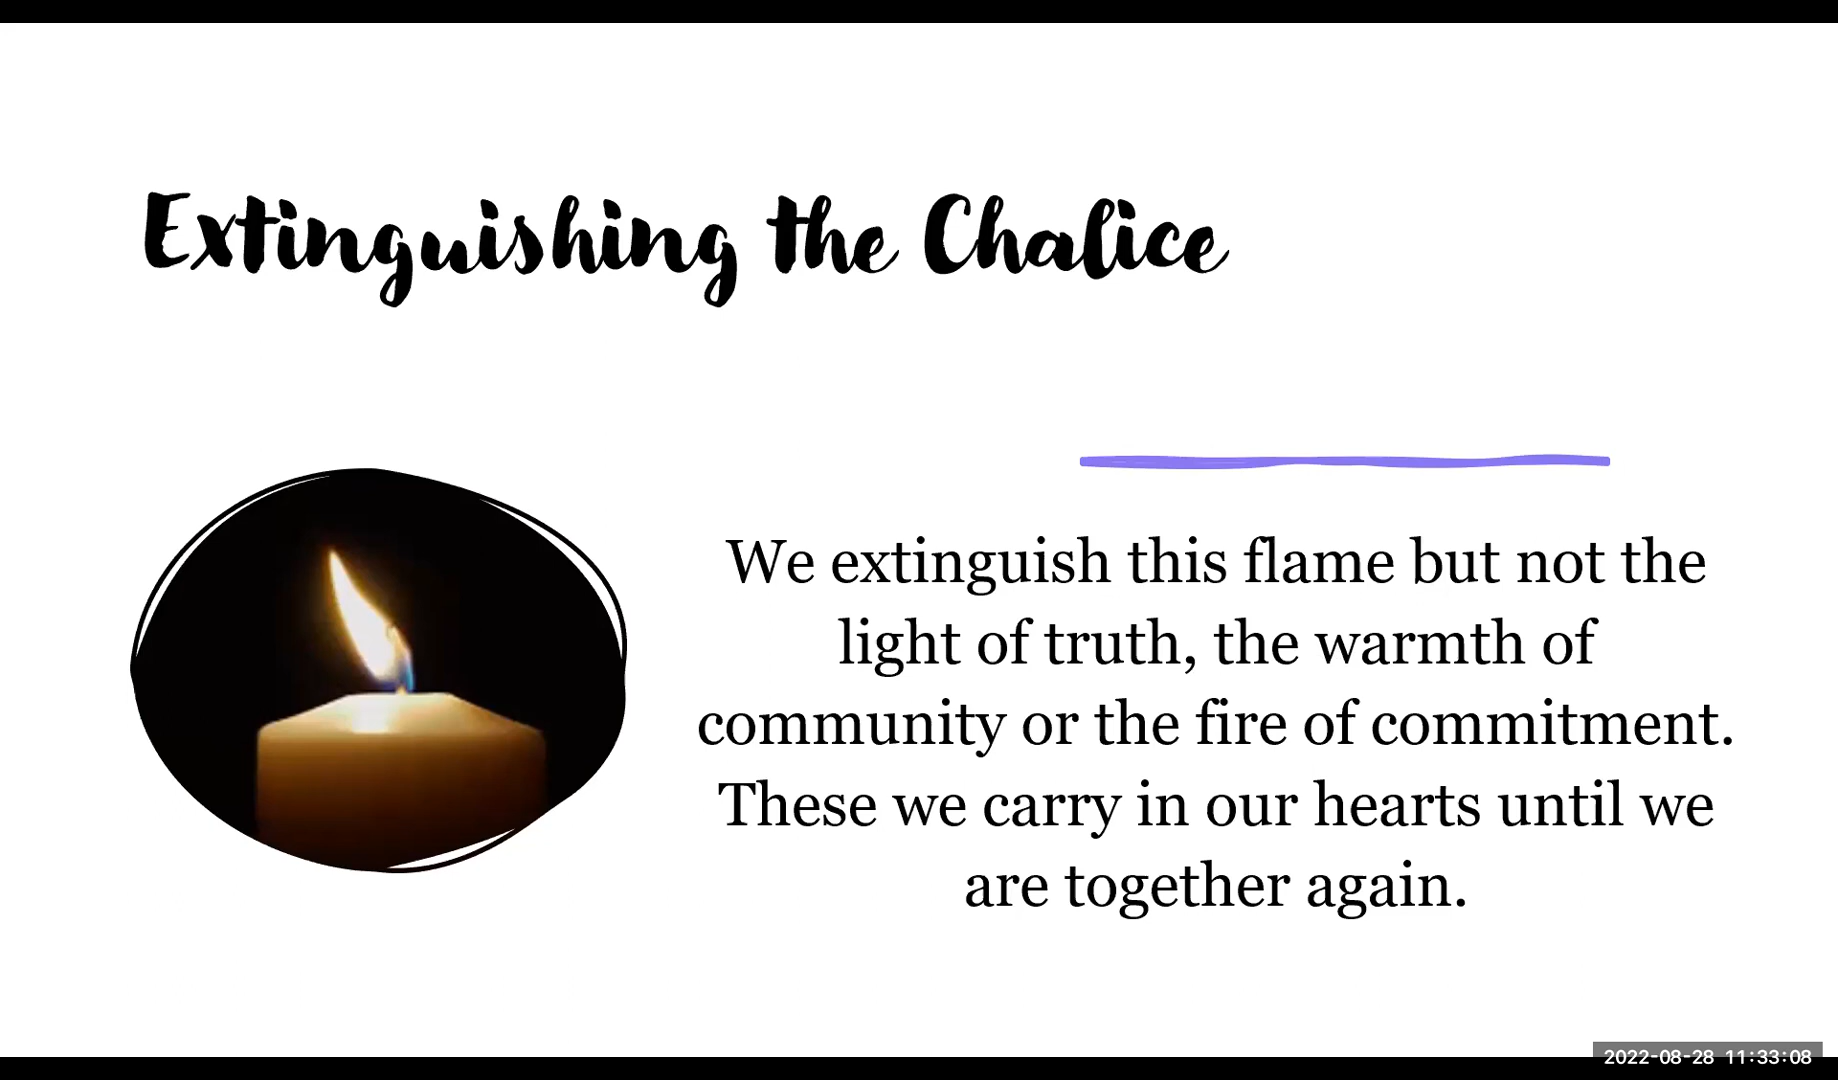 Extinguishing the Chalice
We extinguish this flame but not the
light of truth, the warmth of
community or the fire of commitment.
These we carry in our hearts until we
are together again.
2022-08-28 11:33:08